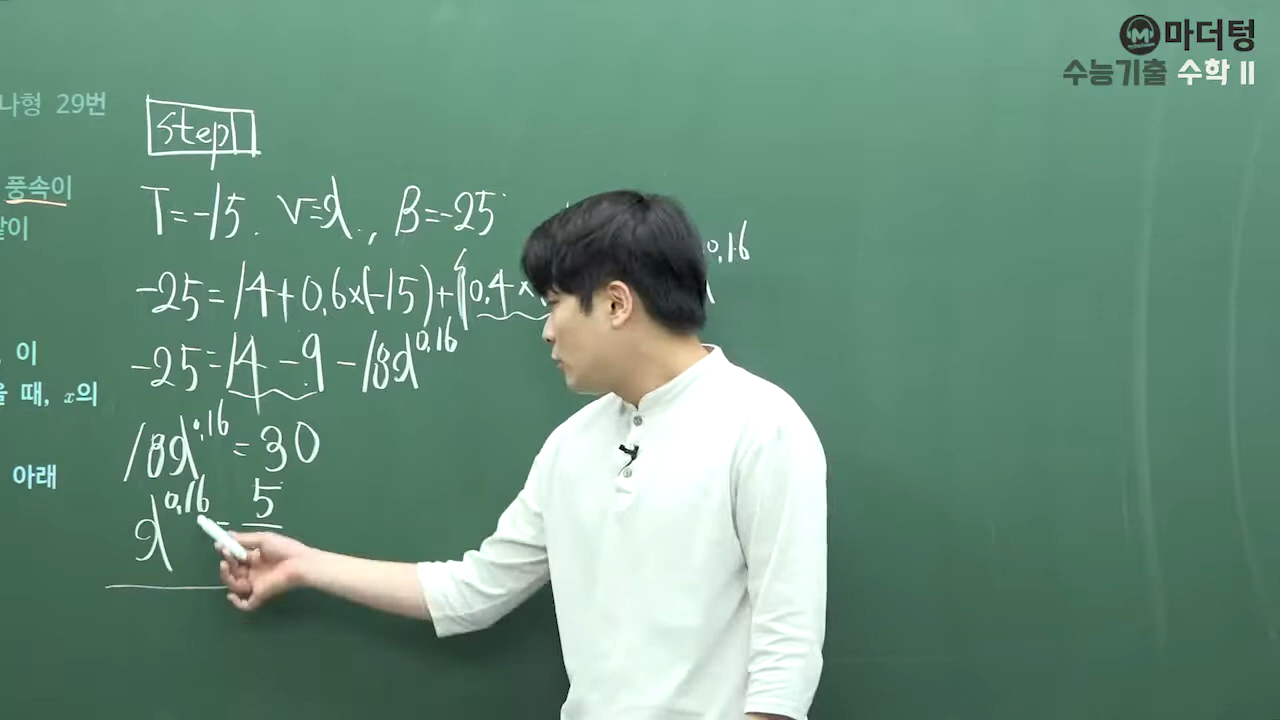 마더텅
수능기출 수학 II
나형 29번
step1
풍속이
T=-15. V=x, B=-25
같이
0.16
-25=14+0.6×(-15)+(0.4×
-25=14-9-18x^0.16
이
때, x의
18x^0.16=30
아래
x^0.16 = 5